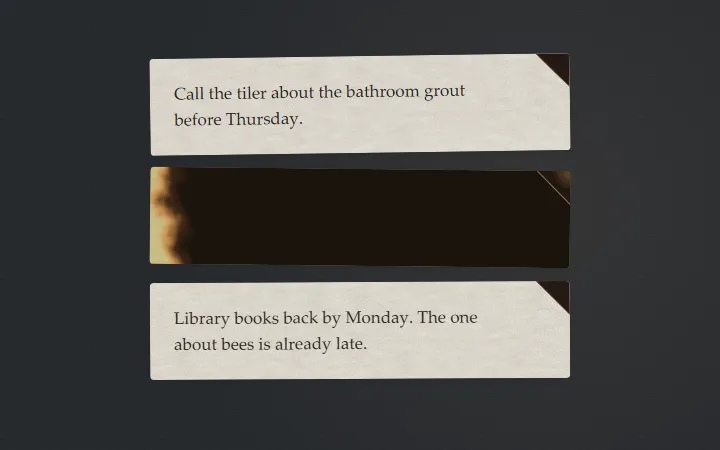 Call the tiler about the bathroom grout
before Thursday.
Library books back by Monday. The one
about bees is already late.